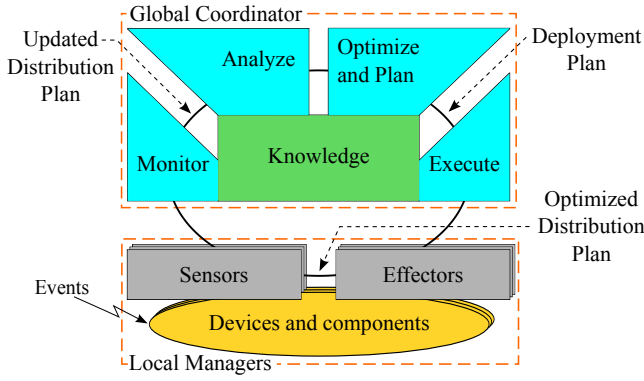 Global Coordinator
Updated
Distribution
Plan
Analyze
Optimize
and Plan
Deployment
Plan
Monitor
Knowledge
Execute
Optimized
Distribution
Plan
Sensors
Effectors
Events
Devices and components
Local Managers